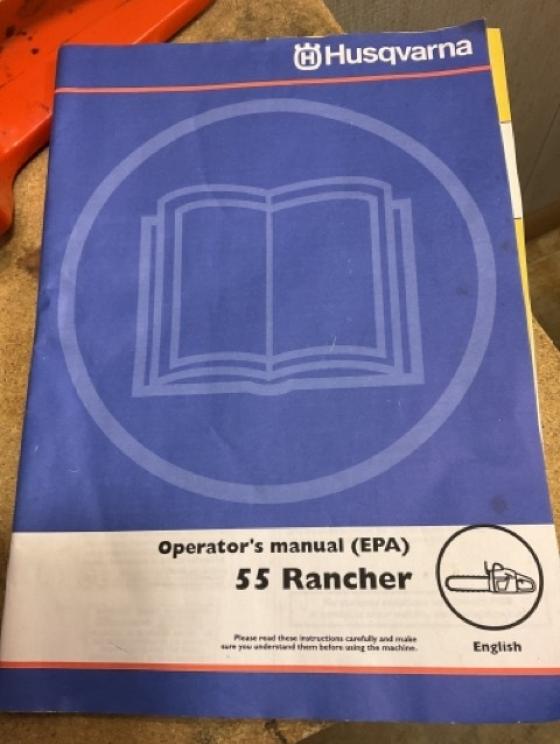 Husqvarna
Operator's manual (EPA)
55 Rancher
Please read these instructions carefully and make
sure you understand them before using the machine.
English